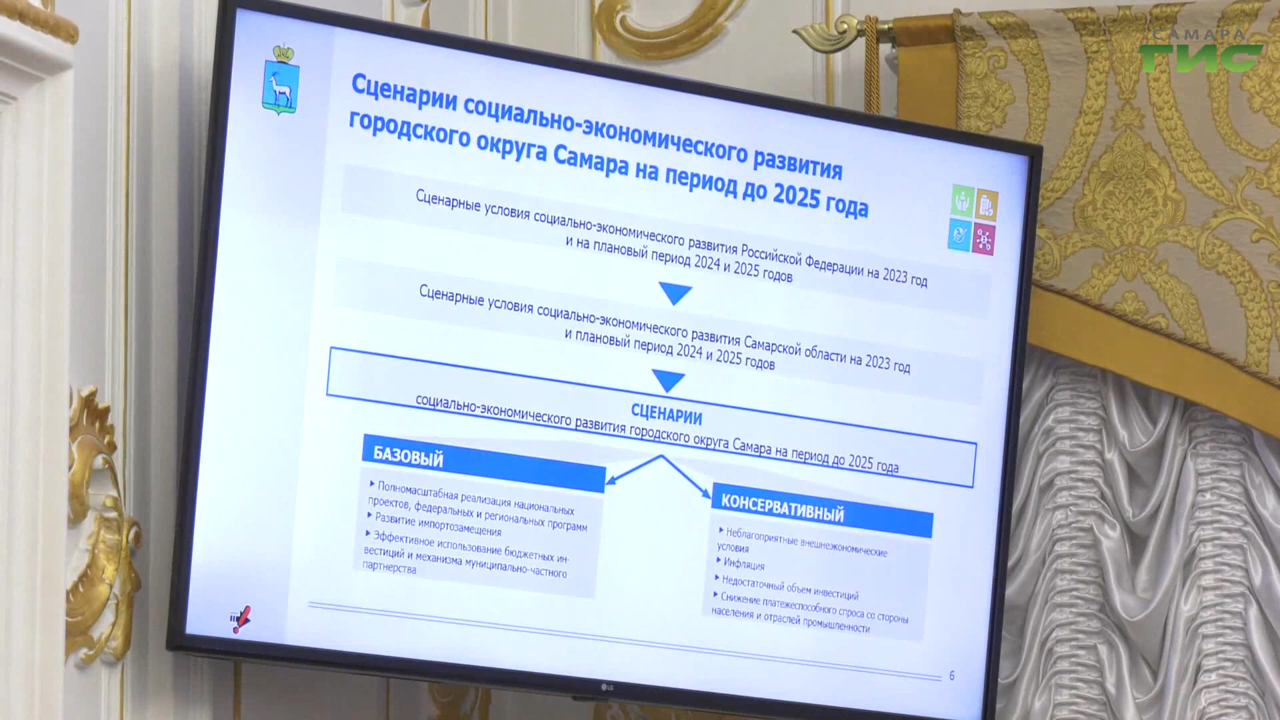 САМАРА
ГИС
Сценарии социально-экономического развития
городского округа Самара на период до 2025 года
Сценарные условия социально-экономического развития Российской Федерации на 2023 год
и на плановый период 2024 и 2025 годов
Сценарные условия социально-экономического развития Самарской области на 2023 год
и плановый период 2024 и 2025 годов
СЦЕНАРИИ
социально-экономического развития городского округа Самара на период до 2025 года
БАЗОВЫЙ
Полномасштабная реализация национальных
проектов, федеральных и региональных программ
Развитие импортозамещения
Эффективное использование бюджетных ин-
вестиций и механизма муниципально-частного
партнерства
КОНСЕРВАТИВНЫЙ
Неблагоприятные внешнеэкономические
условия
Инфляция
Недостаточный объем инвестиций
Снижение платежеспособного спроса со стороны
населения и отраслей промышленности
6
LG